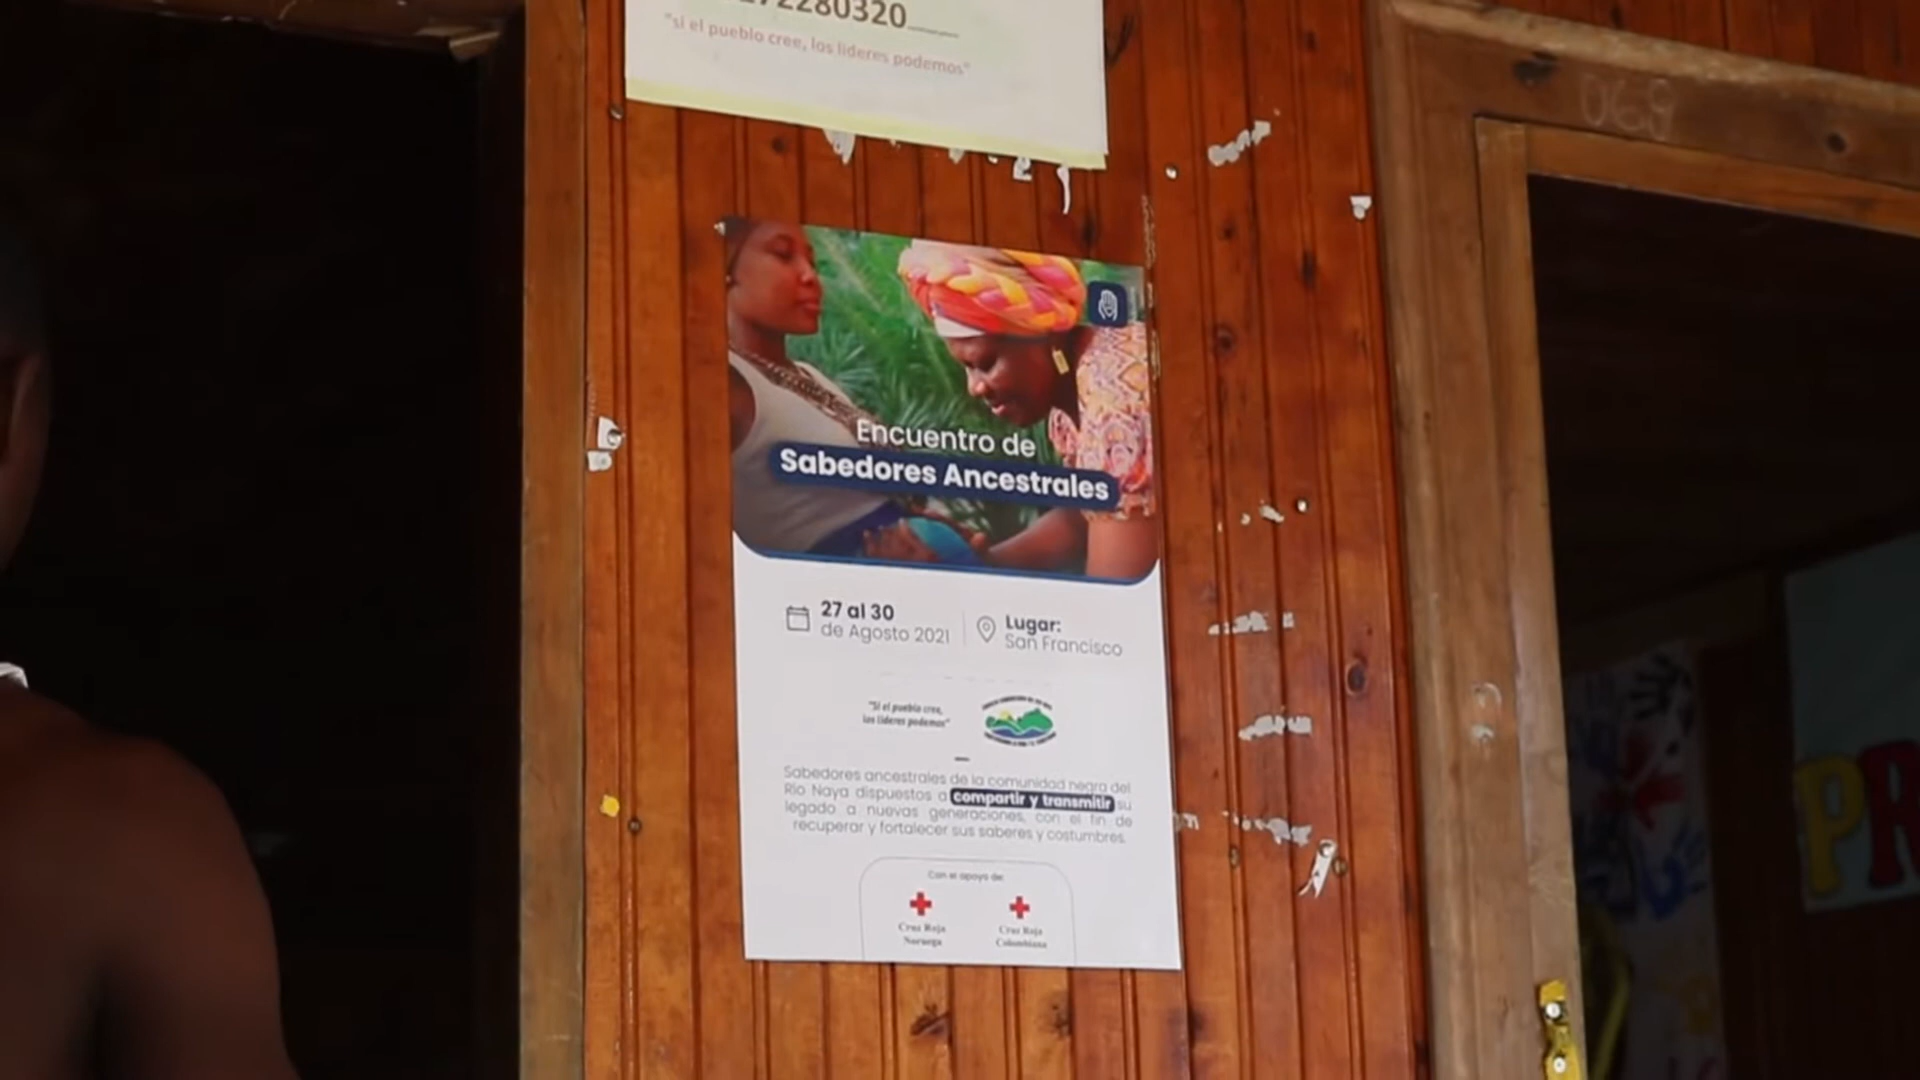 72280320
"si el pueblo cree, los lideres podemos"
Encuentro de
Sabedores Ancestrales
27 al 30
de Agosto 2021
Lugar:
San Francisco
"Si el pueblo cree,
los lideres podemos"
Sabedores ancestrales de la comunidad negra del
Río Naya dispuestos a compartir y transmitir su
legado a nuevas generaciones, con el fin de
recuperar y fortalecer sus saberes y costumbres.
Con el apoyo de:
Cruz Roja
Noruega
Cruz Roja
Colombiana
PR